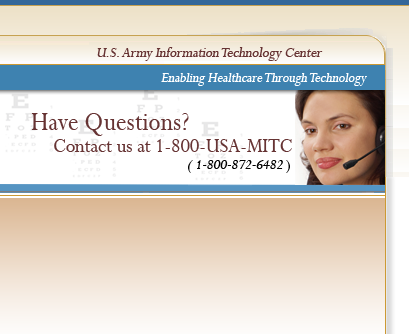 U.S. Army Information Technology Center
Enabling Healthcare Through Technology
Have Questions?
Contact us at 1-800-USA-MITC
( 1-800-872-6482 )